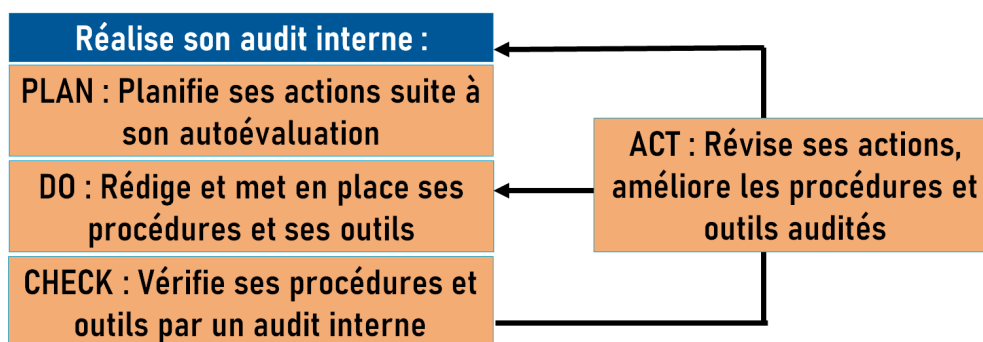 Réalise son audit interne :
PLAN : Planifie ses actions suite à
son autoévaluation
DO : Rédige et met en place ses
procédures et ses outils
CHECK : Vérifie ses procédures et
outils par un audit interne
ACT : Révise ses actions,
améliore les procédures et
outils audités